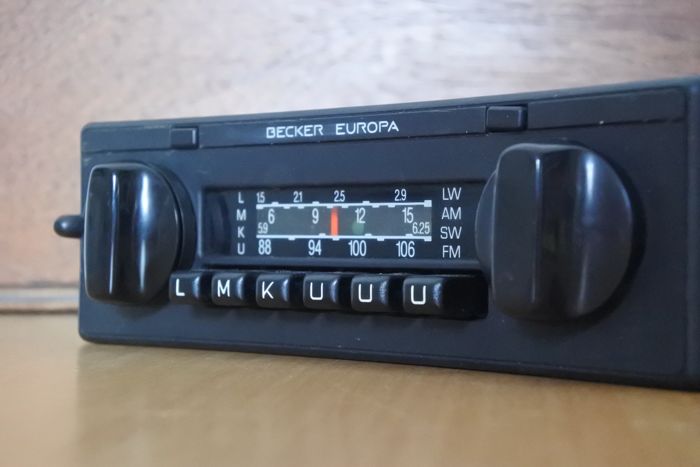 BECKER EUROPA
L 1.5 2.1 2.5 2.9 LW
M 6 9 12 15 AM
K 5.9 6.25 SW
U 88 94 100 106 FM
L M K U U U